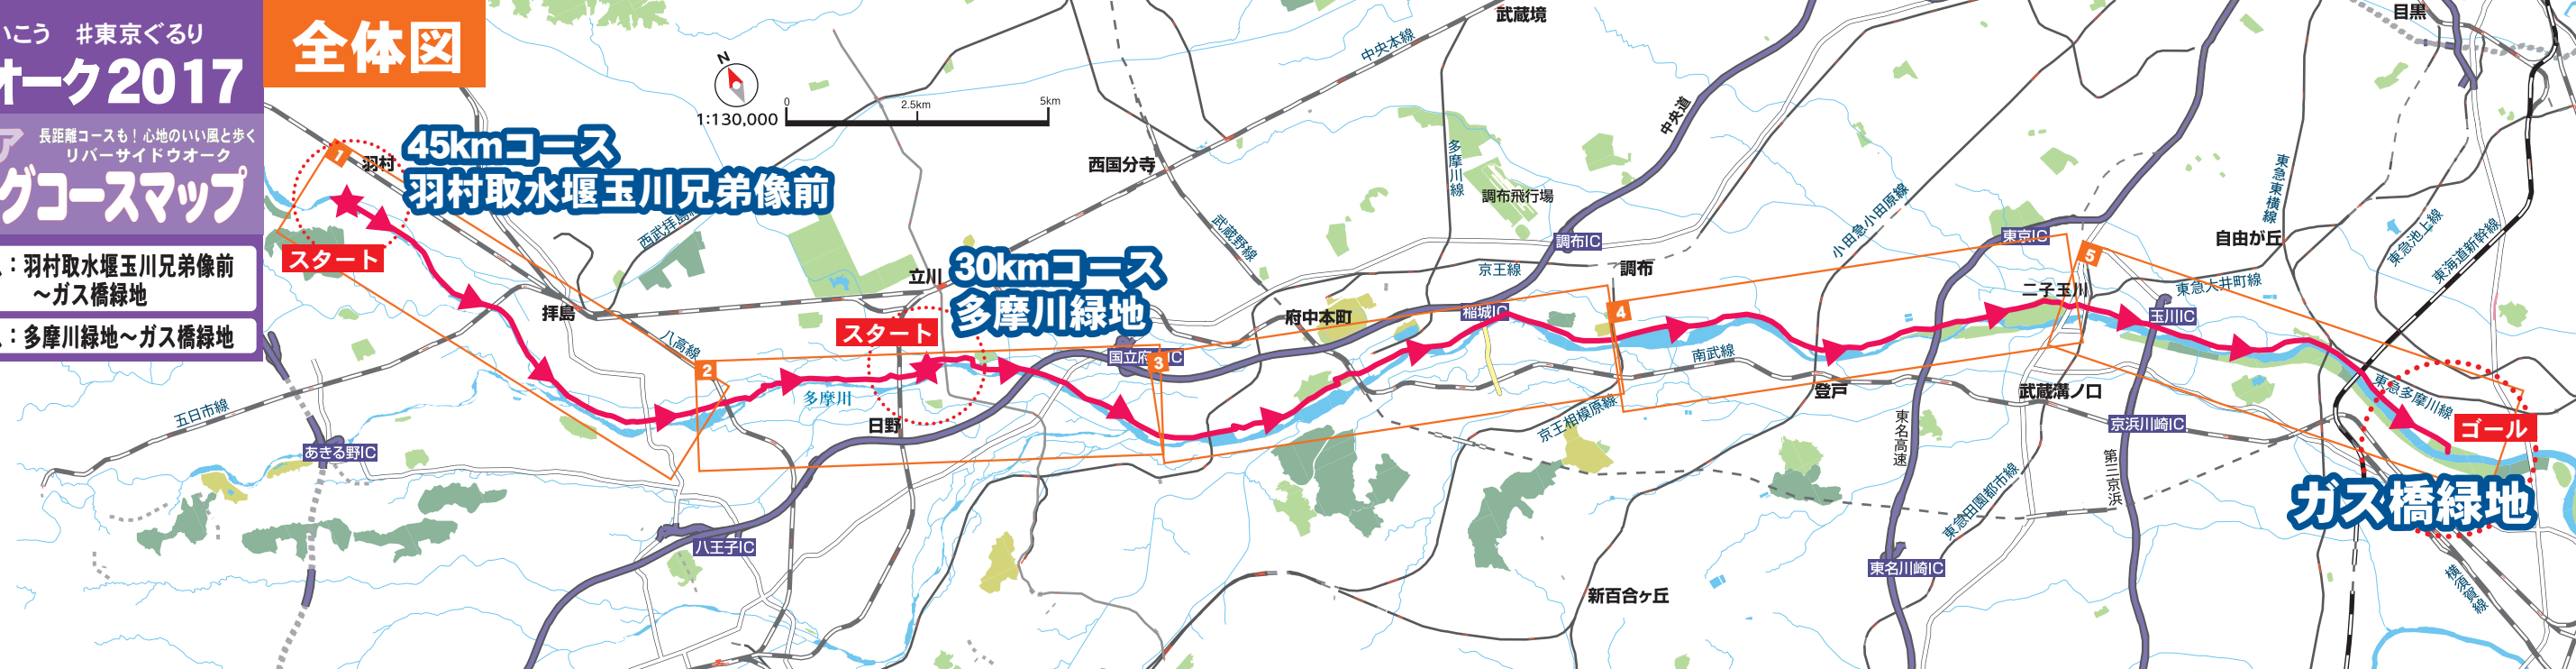 いこう #東京ぐるり
オーク2017
ア
長距離コースも!心地のいい風と歩く
リバーサイドウオーク
グコースマップ
:羽村取水堰玉川兄弟像前
～ガス橋緑地
:多摩川緑地～ガス橋緑地
全体図
N
1:130,000
0
2.5km
5km
1
羽村
45kmコース
羽村取水堰玉川兄弟像前
スタート
西武拝島
拝島
八高線
五日市線
あきる野IC
八王子IC
2
立川
30kmコース
多摩川緑地
スタート
多摩川
日野
国立府 IC
3
西国分寺
武蔵野線
中央本線
武蔵境
多摩川線
調布飛行場
中央道
府中本町
京王線
稲城IC
調布IC
調布
4
南武線
京王相模原線
新百合ヶ丘
小田急小田原線
登戸
東名高速
東名川崎IC
東京IC
二子玉川
5
武蔵溝ノ口
東急田園都市線
京浜川崎IC
第三京浜
玉川IC
東急大井町線
自由が丘
東急東横線
東急池上線
東海道新幹線
目黒
東急多摩川線
ゴール
ガス橋緑地
横須賀線